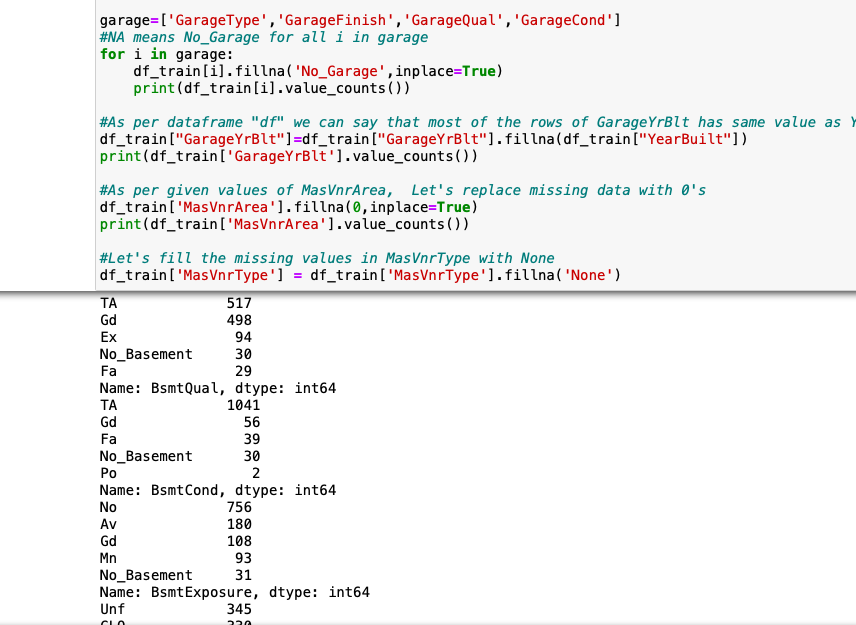 garage=['GarageType','GarageFinish','GarageQual','GarageCond']
#NA means No_Garage for all i in garage
for i in garage:
    df_train[i].fillna('No_Garage',inplace=True)
    print(df_train[i].value_counts())

#As per dataframe "df" we can say that most of the rows of GarageYrBlt has same value as
df_train["GarageYrBlt"]=df_train["GarageYrBlt"].fillna(df_train["YearBuilt"])
print(df_train['GarageYrBlt'].value_counts())

#As per given values of MasVnrArea,  Let's replace missing data with 0's
df_train['MasVnrArea'].fillna(0,inplace=True)
print(df_train['MasVnrArea'].value_counts())

#Let's fill the missing values in MasVnrType with None
df_train['MasVnrType'] = df_train['MasVnrType'].fillna('None')
TA             517
Gd             498
Ex              94
No_Basement     30
Fa              29
Name: BsmtQual, dtype: int64
TA             1041
Gd               56
Fa               39
No_Basement      30
Po                2
Name: BsmtCond, dtype: int64
No             756
Av             180
Gd             108
Mn              93
No_Basement     31
Name: BsmtExposure, dtype: int64
Unf            345